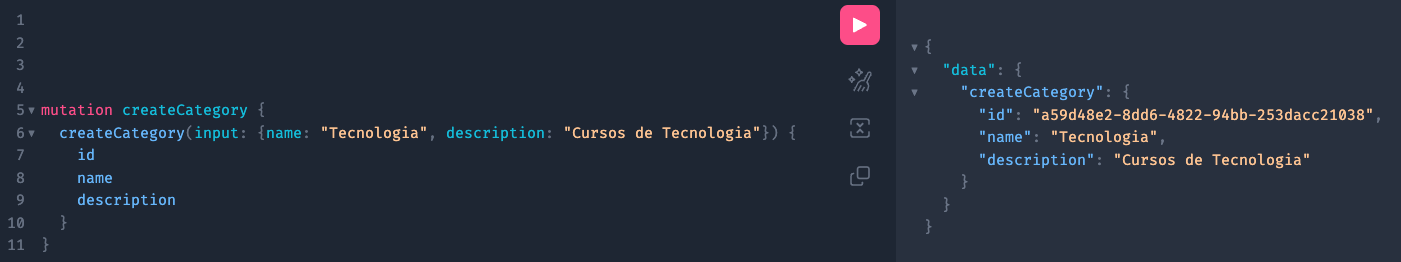 1
2
3
4
5 mutation createCategory {
6 createCategory(input: {name: "Tecnologia", description: "Cursos de Tecnologia"}) {
7 id
8 name
9 description
10 }
11 }
{
"data": {
"createCategory": {
"id": "a59d48e2-8dd6-4822-94bb-253dacc21038",
"name": "Tecnologia",
"description": "Cursos de Tecnologia"
}
}
}